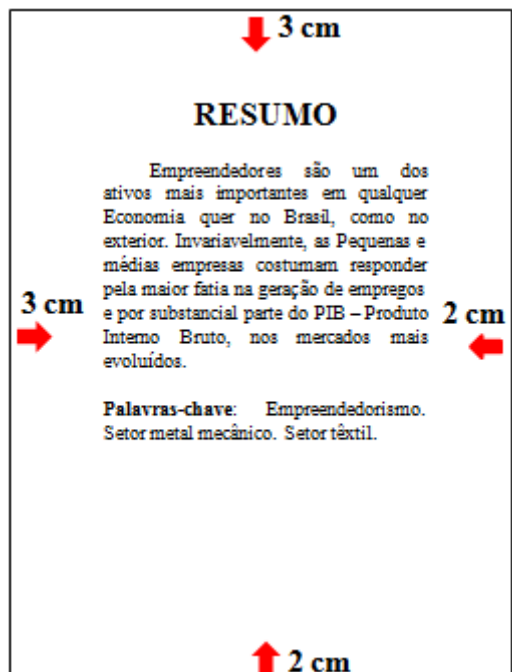 3 cm
RESUMO
Empreendedores são um dos
ativos mais importantes em qualquer
Economia quer no Brasil, como no
exterior. Invariavelmente, as Pequenas e
médias empresas costumam responder
pela maior fatia na geração de empregos
e por substancial parte do PIB – Produto
Interno Bruto, nos mercados mais
evoluídos.
3 cm
2 cm
Palavras-chave: Empreendedorismo.
Setor metal mecânico. Setor têxtil.
2 cm